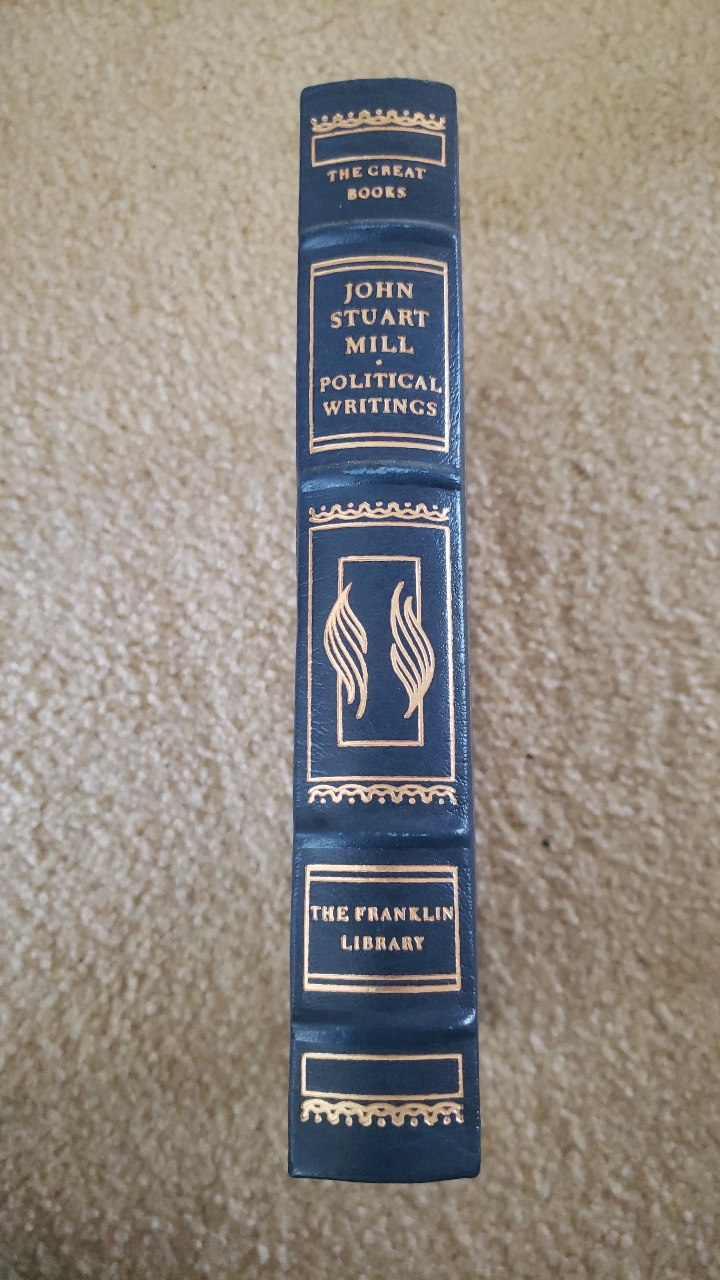 THE GREAT
BOOKS
JOHN
STUART
MILL
·
POLITICAL
WRITINGS
THE FRANKLIN
LIBRARY